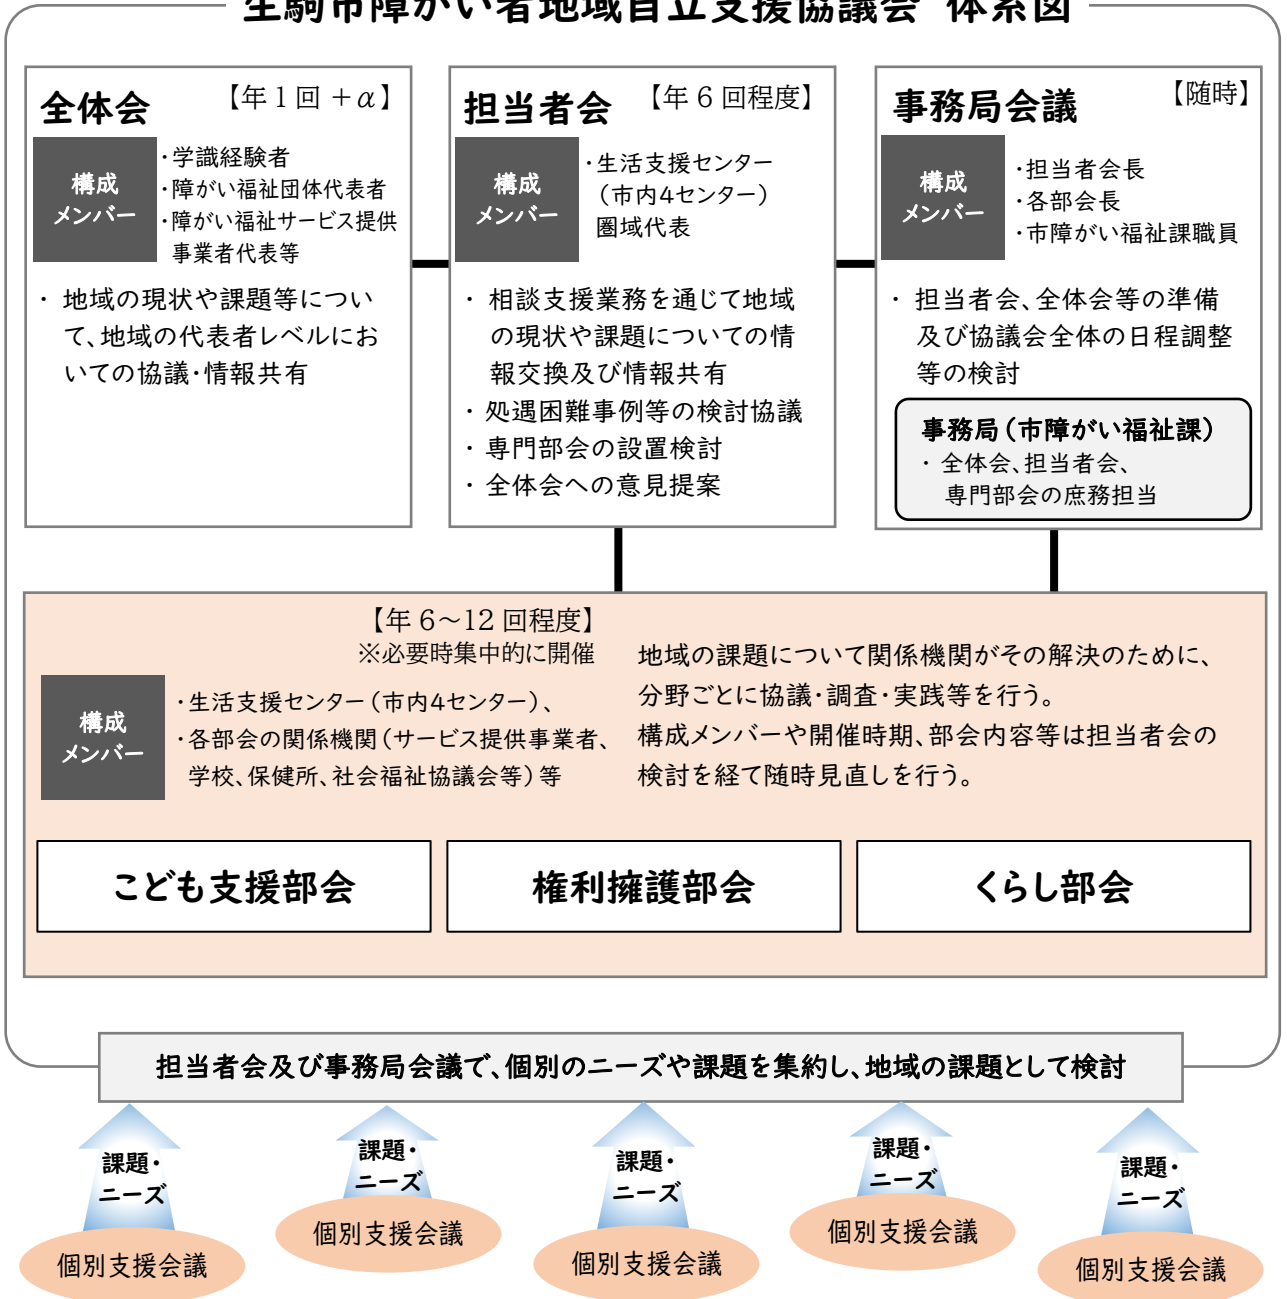 生駒市障がい者地域自立支援協議会 体系図
全体会 【年1回 +α】
構成
メンバー
・学識経験者
・障がい福祉団体代表者
・障がい福祉サービス提供
事業者代表等
・ 地域の現状や課題等につい
て、地域の代表者レベルにお
いての協議・情報共有
担当者会 【年6回程度】
構成
メンバー
・生活支援センター
(市内4センター)
圏域代表
・ 相談支援業務を通じて地域
の現状や課題についての情
報交換及び情報共有
・ 処遇困難事例等の検討協議
・ 専門部会の設置検討
・ 全体会への意見提案
事務局会議 【随時】
構成
メンバー
・担当者会長
・各部会長
・市障がい福祉課職員
・ 担当者会、全体会等の準備
及び協議会全体の日程調整
等の検討
事務局(市障がい福祉課)
・ 全体会、担当者会、
専門部会の庶務担当
【年6~12回程度】
※必要時集中的に開催
構成
メンバー
・生活支援センター(市内4センター)、
・各部会の関係機関(サービス提供事業者、
学校、保健所、社会福祉協議会等)等
地域の課題について関係機関がその解決のために、
分野ごとに協議・調査・実践等を行う。
構成メンバーや開催時期、部会内容等は担当者会の
検討を経て随時見直しを行う。
こども支援部会
権利擁護部会
くらし部会
担当者会及び事務局会議で、個別のニーズや課題を集約し、地域の課題として検討
課題・
ニーズ
個別支援会議
課題・
ニーズ
個別支援会議
課題・
ニーズ
個別支援会議
課題・
ニーズ
個別支援会議
課題・
ニーズ
個別支援会議